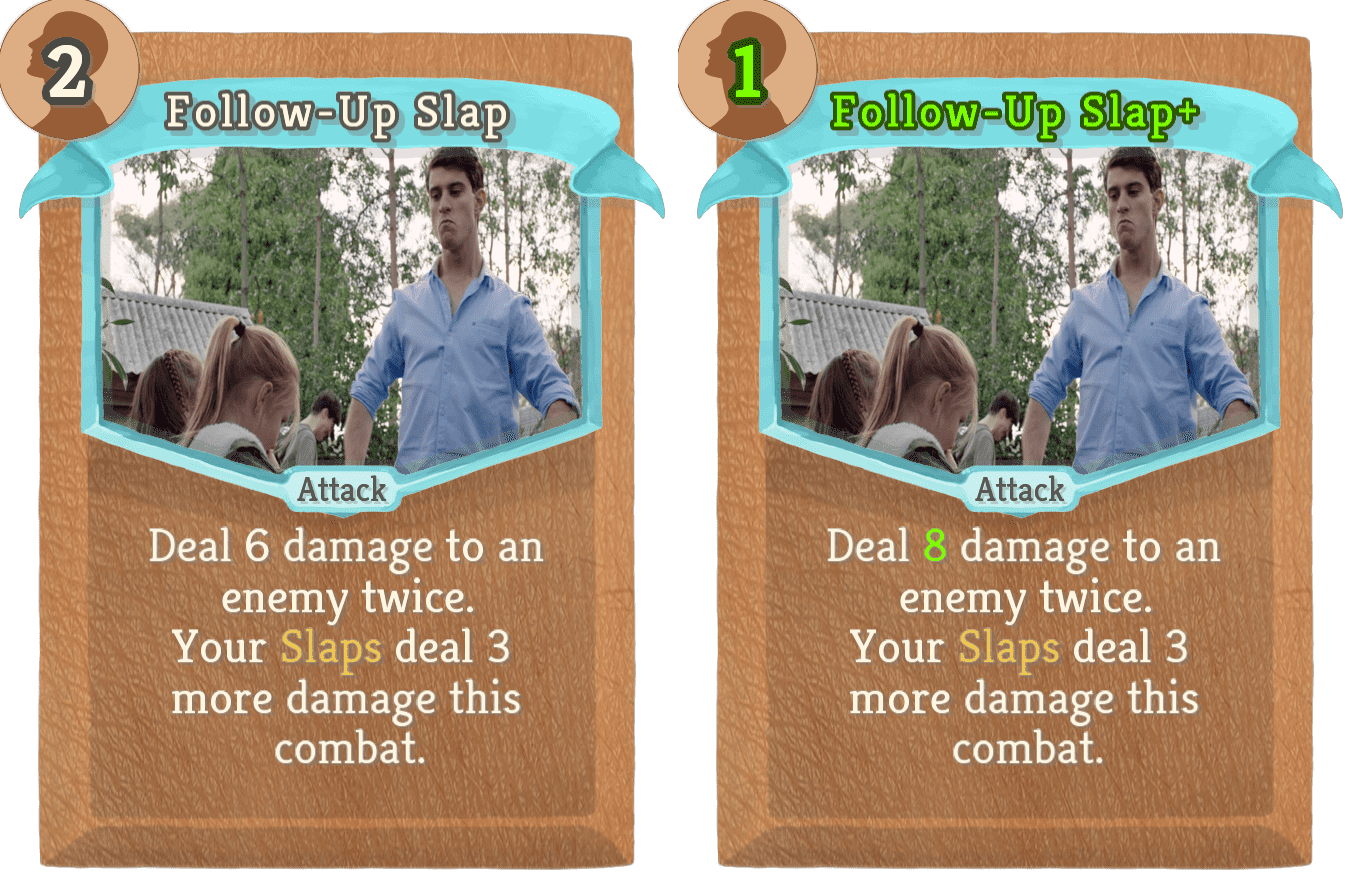 2
Follow-Up Slap
Attack
Deal 6 damage to an
enemy twice.
Your Slaps deal 3
more damage this
combat.
1
Follow-Up Slap+
Attack
Deal 8 damage to an
enemy twice.
Your Slaps deal 3
more damage this
combat.